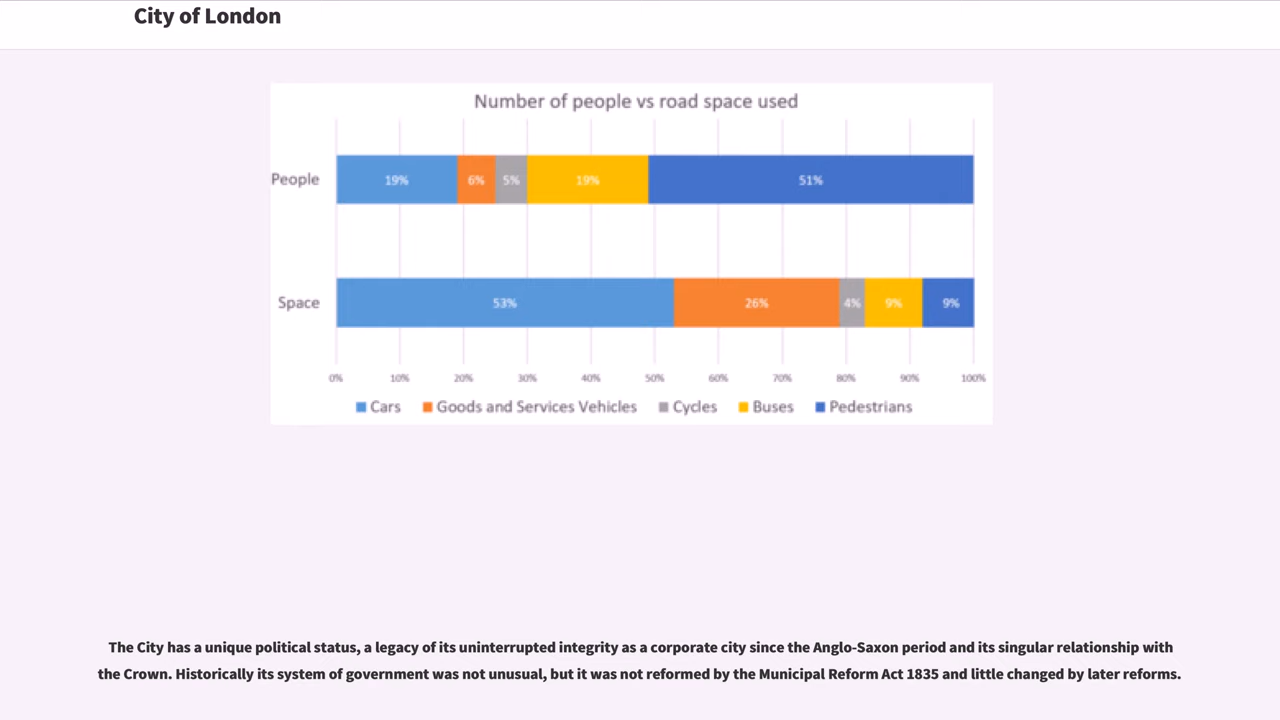 City of London
Number of people vs road space used
People 19% 6% 5% 19% 51%
Space 53% 26% 4% 9% 9%
0% 10% 20% 30% 40% 50% 60% 70% 80% 90% 100%
Cars Goods and Services Vehicles Cycles Buses Pedestrians
The City has a unique political status, a legacy of its uninterrupted integrity as a corporate city since the Anglo-Saxon period and its singular relationship with
the Crown. Historically its system of government was not unusual, but it was not reformed by the Municipal Reform Act 1835 and little changed by later reforms.